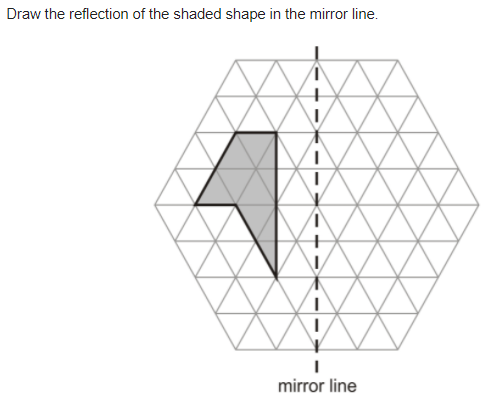 Draw the reflection of the shaded shape in the mirror line.
mirror line